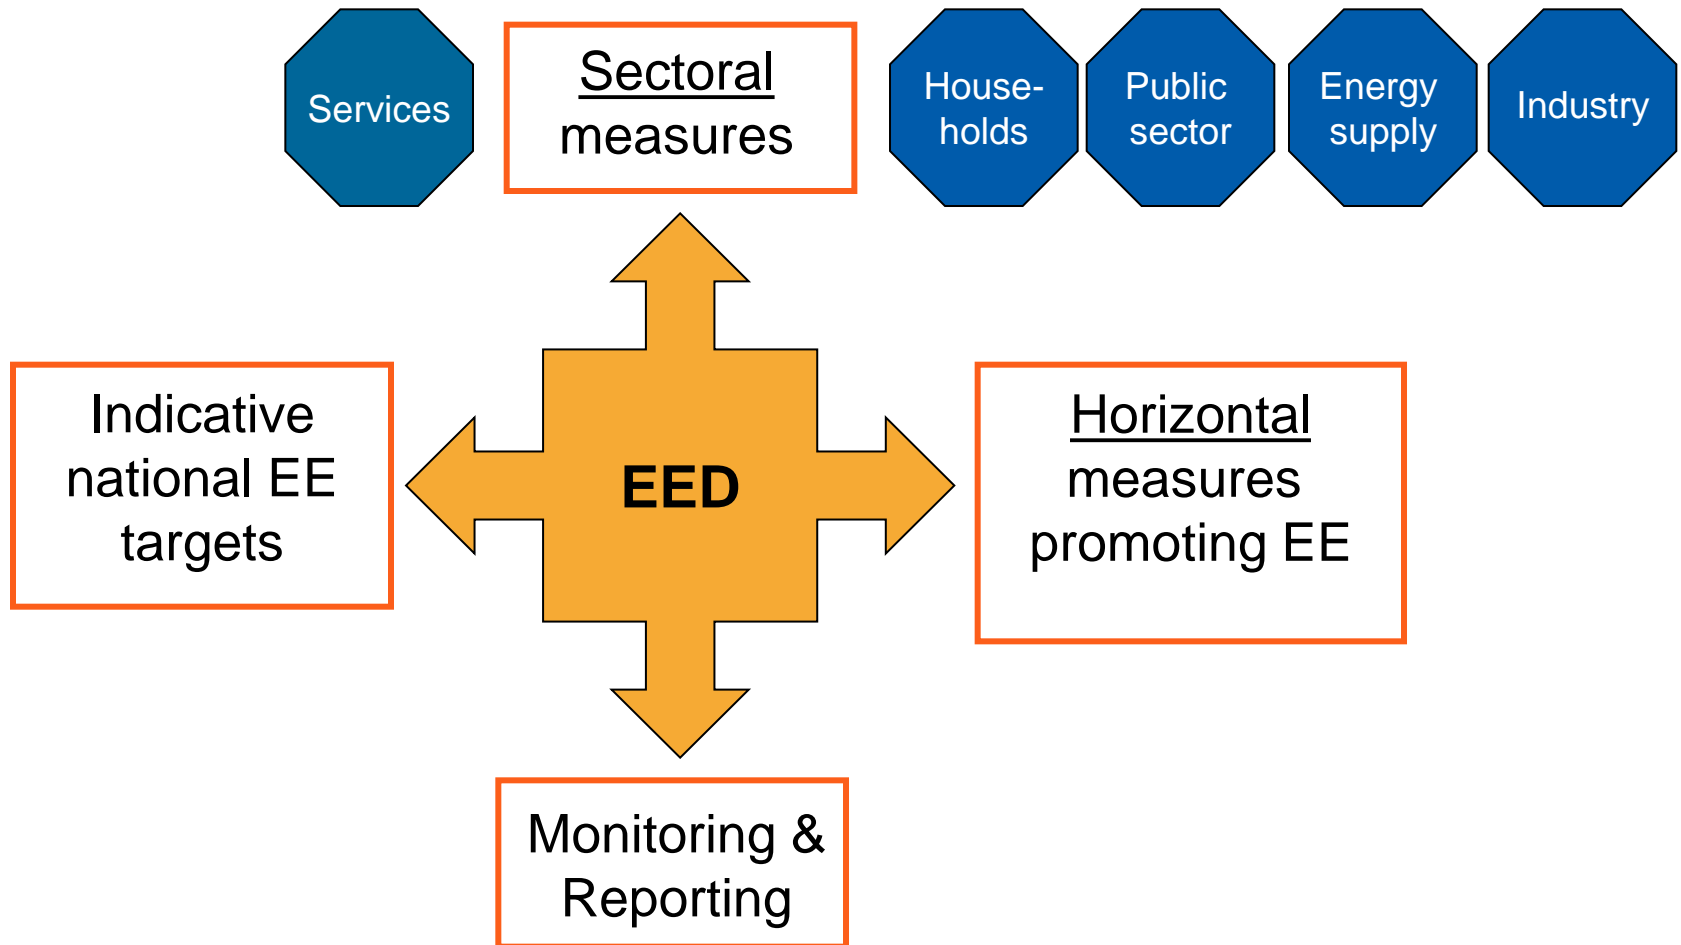 Services
Sectoral
measures
House-
holds
Public
sector
Energy
supply
Industry
Indicative
national EE
targets
EED
Horizontal
measures
promoting EE
Monitoring &
Reporting